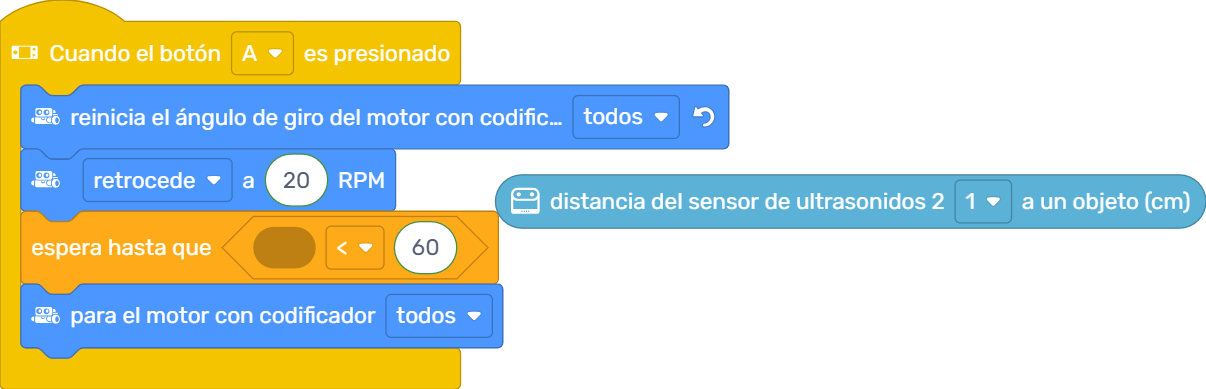 Cuando el botón A es presionado
reinicia el ángulo de giro del motor con codific... todos
retrocede a 20 RPM
distancia del sensor de ultrasonidos 2 1 a un objeto (cm)
espera hasta que < 60
para el motor con codificador todos